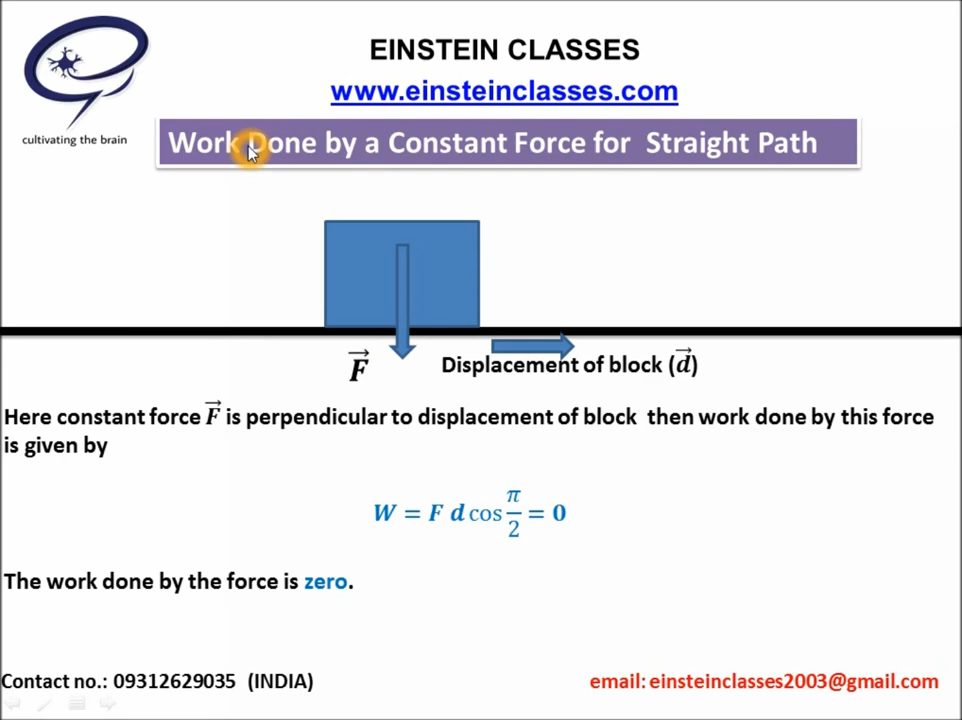 EINSTEIN CLASSES
www.einsteinclasses.com
cultivating the brain
Work Done by a Constant Force for Straight Path
F⃗
Displacement of block (d⃗)
Here constant force F⃗ is perpendicular to displacement of block then work done by this force
is given by
W = F d cos π/2 = 0
The work done by the force is zero.
Contact no.: 09312629035 (INDIA)
email: einsteinclasses2003@gmail.com